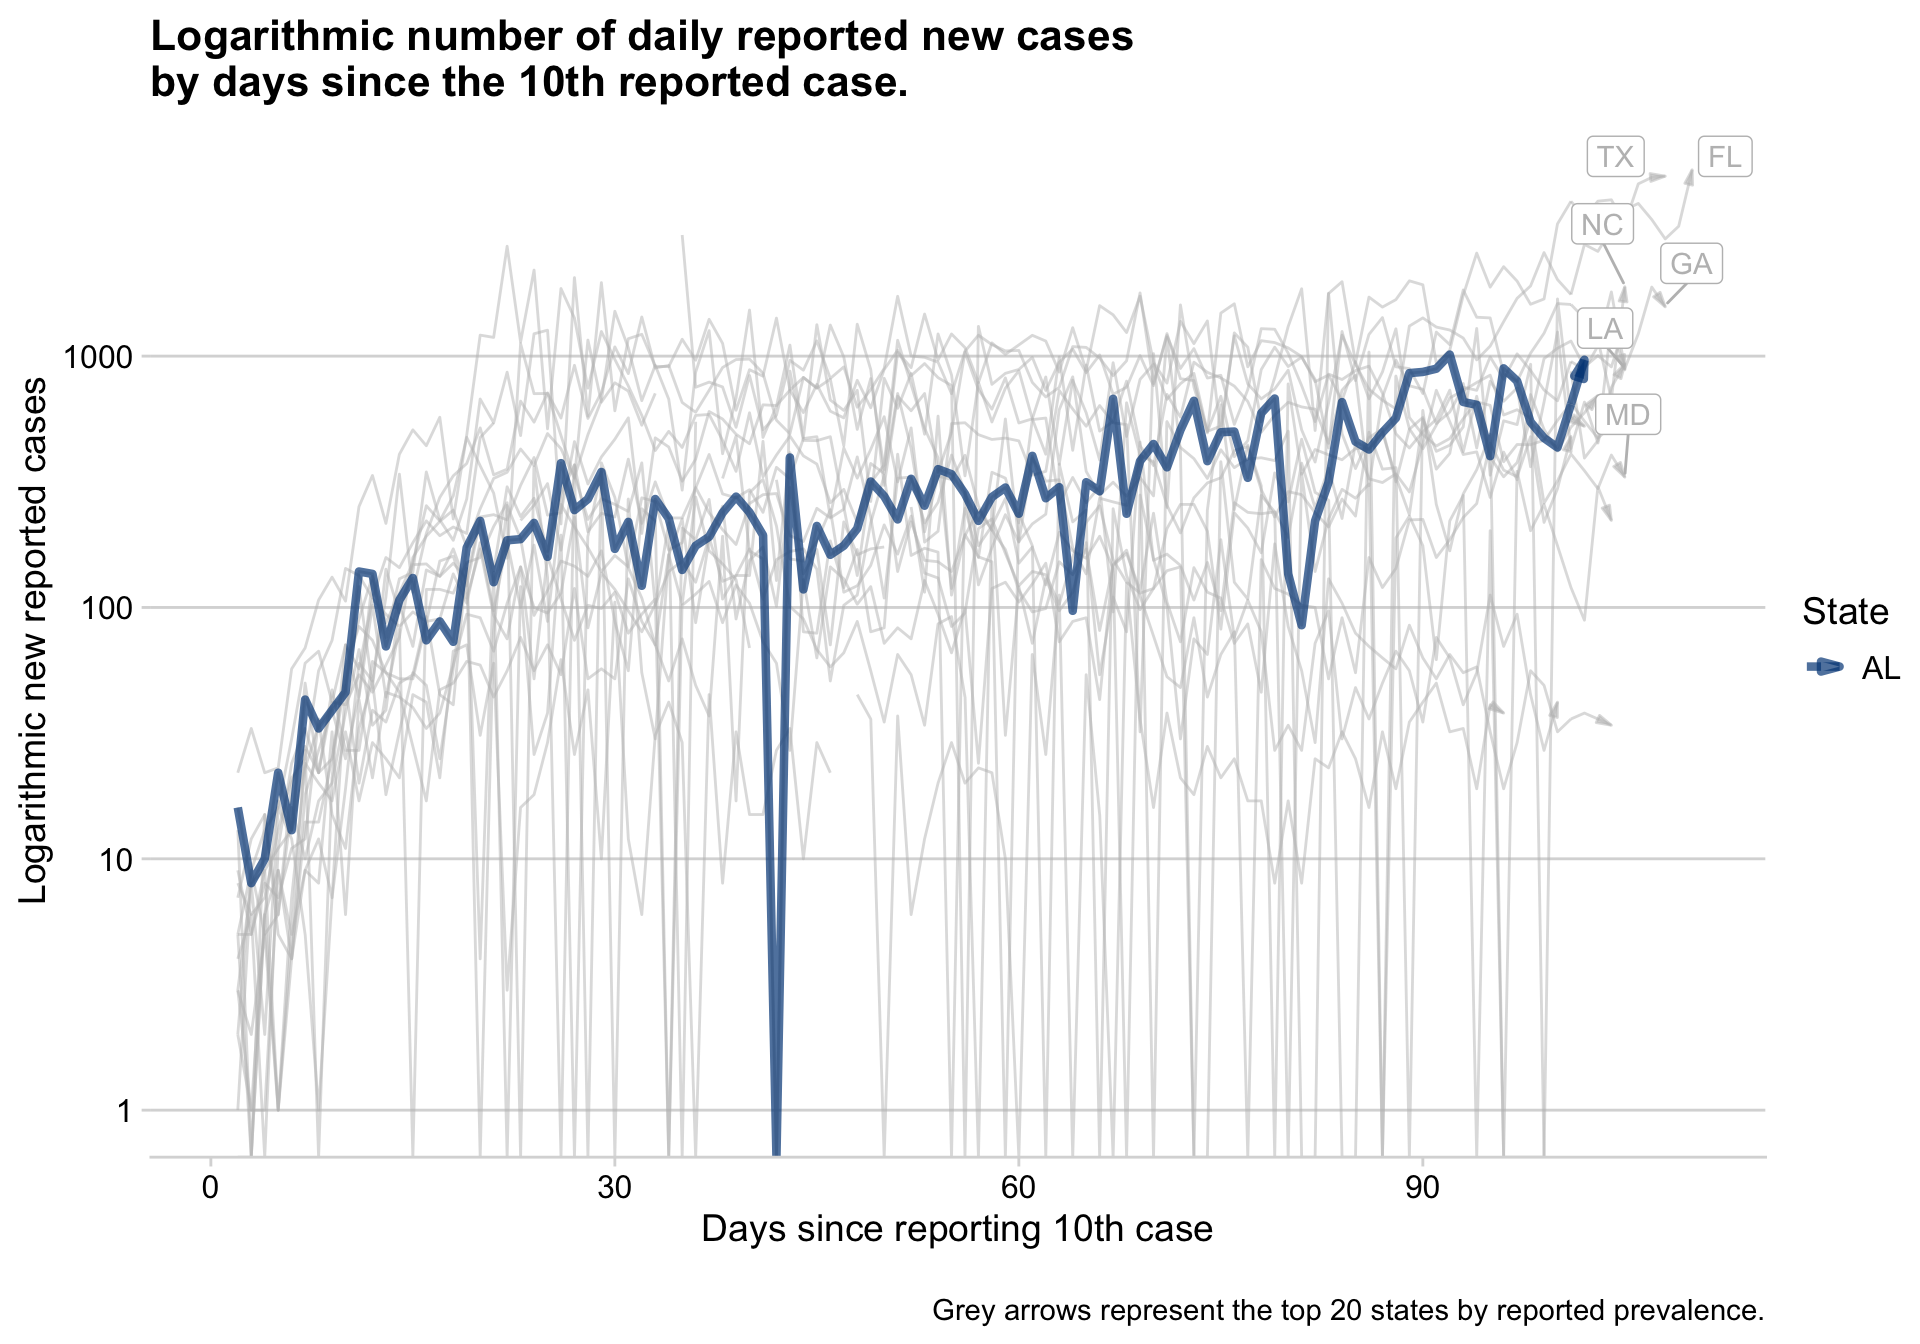 Logarithmic number of daily reported new cases
by days since the 10th reported case.
TX
FL
NC
GA
LA
MD
1000
100
10
1
Logarithmic new reported cases
0
30
60
90
Days since reporting 10th case
State
AL
Grey arrows represent the top 20 states by reported prevalence.